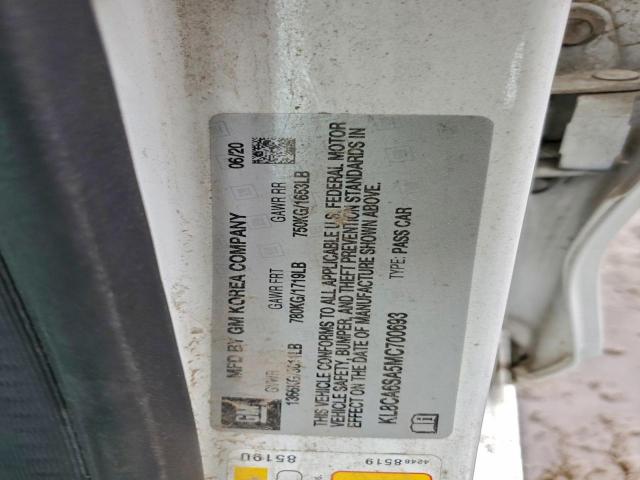 MFD BY GM KOREA COMPANY 06/20
GVWR GAWR FRT GAWR RR
780KG/1719LB 750KG/1653LB
THIS VEHICLE CONFORMS TO ALL APPLICABLE U.S. FEDERAL MOTOR
VEHICLE SAFETY, BUMPER, AND THEFT PREVENTION STANDARDS IN
EFFECT ON THE DATE OF MANUFACTURE SHOWN ABOVE.
KL8CA6SA5MC700693 TYPE: PASS CAR
8519U
42488519